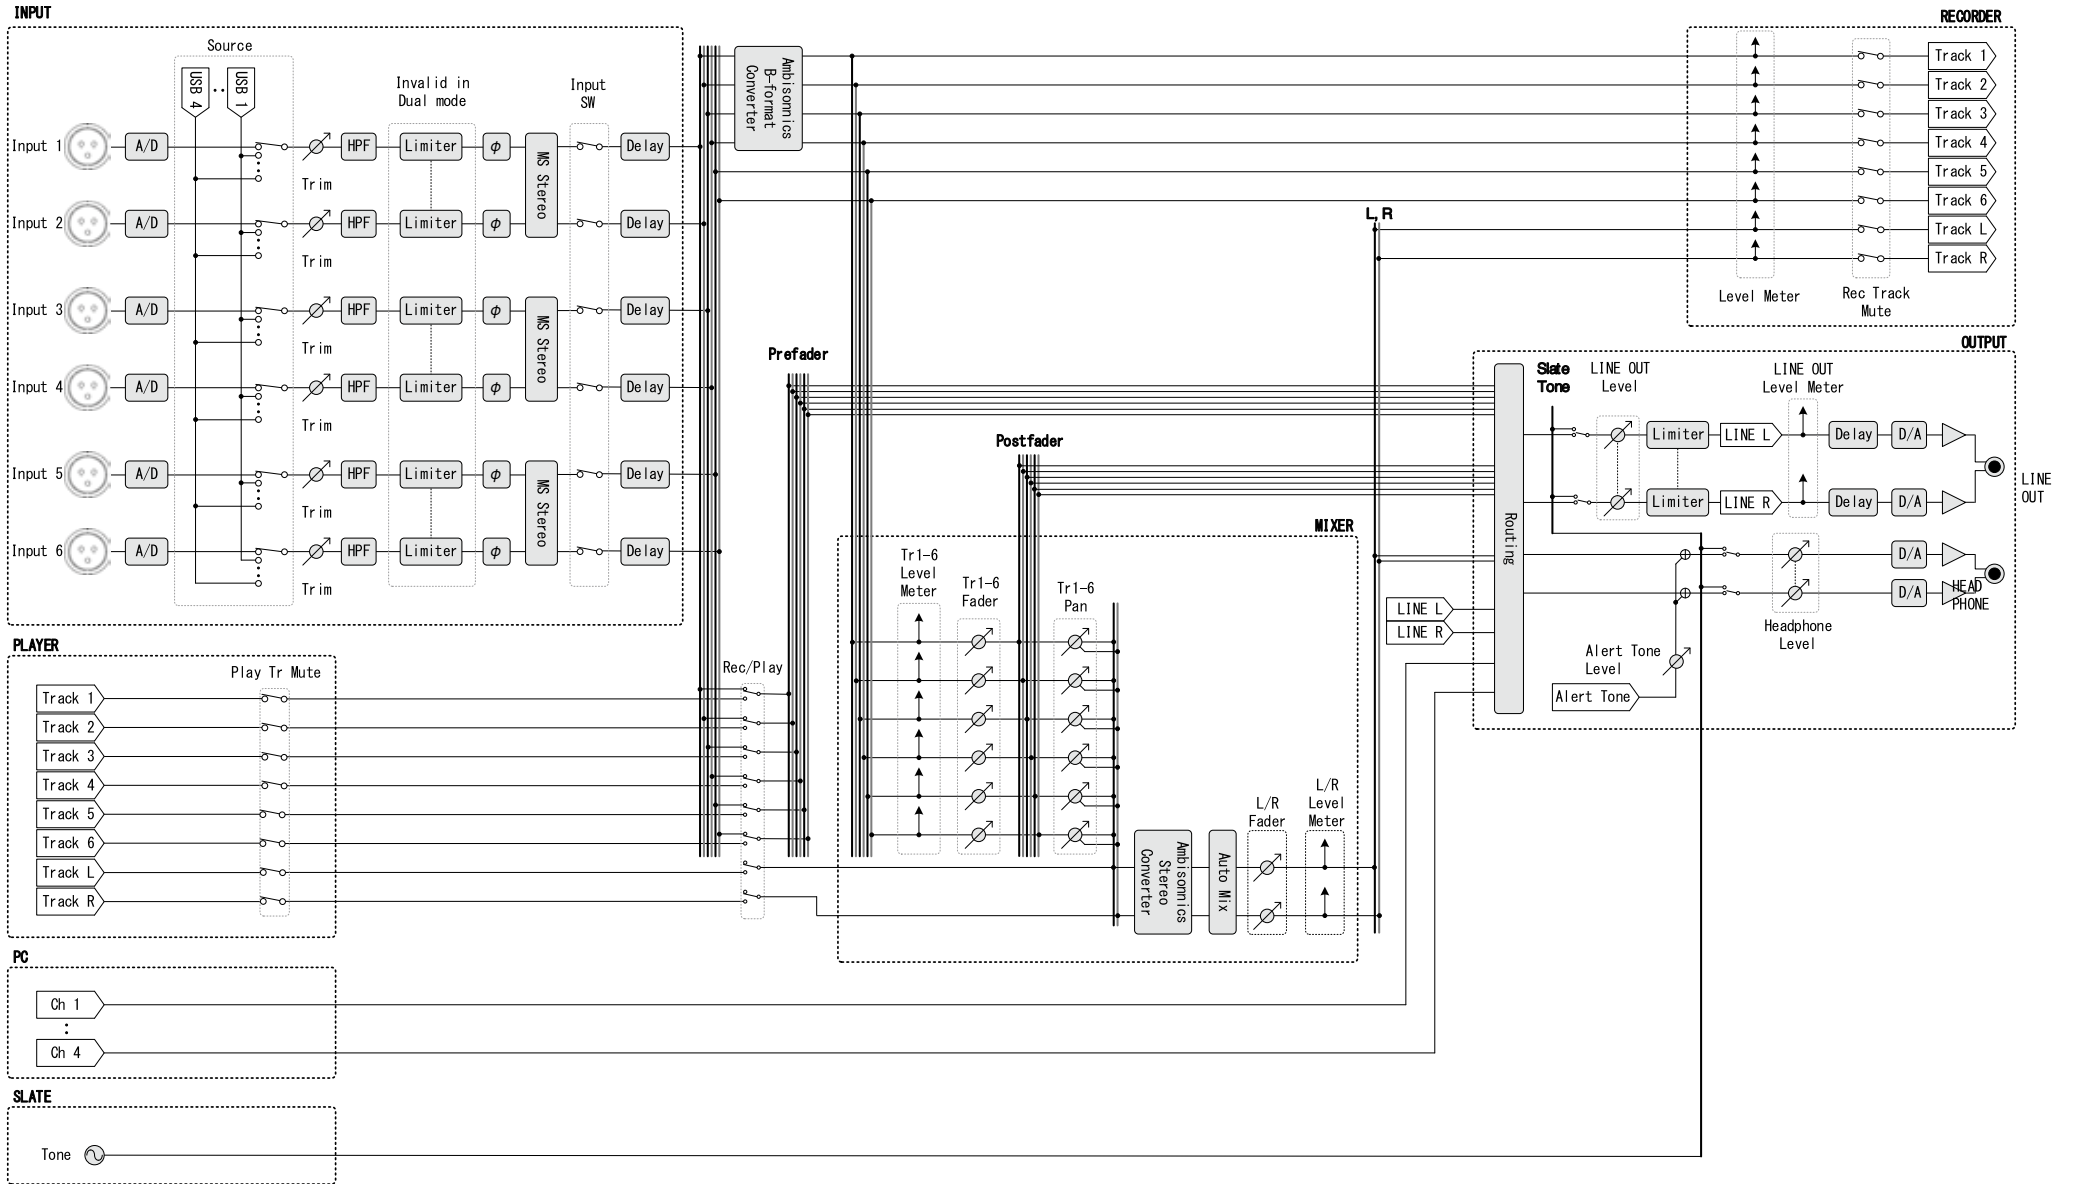 INPUT
Source
USB 4
USB 1
Invalid in
Dual mode
Input
SW
Input 1
A/D
Trim
HPF
Limiter
φ
MS Stereo
Delay
Input 2
A/D
Trim
HPF
Limiter
φ
Delay
Input 3
A/D
Trim
HPF
Limiter
φ
MS Stereo
Delay
Input 4
A/D
Trim
HPF
Limiter
φ
Delay
Input 5
A/D
Trim
HPF
Limiter
φ
MS Stereo
Delay
Input 6
A/D
Trim
HPF
Limiter
φ
Delay
Ambisonnics
B-format
Converter
RECORDER
Track 1
Track 2
Track 3
Track 4
Track 5
Track 6
Track L
Track R
Level Meter
Rec Track
Mute
L,R
Prefader
Postfader
OUTPUT
Routing
Slate
Tone
LINE OUT
Level
LINE OUT
Level Meter
Limiter
LINE L
Delay
D/A
Limiter
LINE R
Delay
D/A
LINE
OUT
D/A
D/A
HEAD
PHONE
LINE L
LINE R
Headphone
Level
Alert Tone
Level
Alert Tone
MIXER
Tr1-6
Level
Meter
Tr1-6
Fader
Tr1-6
Pan
Ambisonnics
Stereo
Converter
Auto Mix
L/R
Fader
L/R
Level
Meter
PLAYER
Play Tr Mute
Rec/Play
Track 1
Track 2
Track 3
Track 4
Track 5
Track 6
Track L
Track R
PC
Ch 1
Ch 4
SLATE
Tone